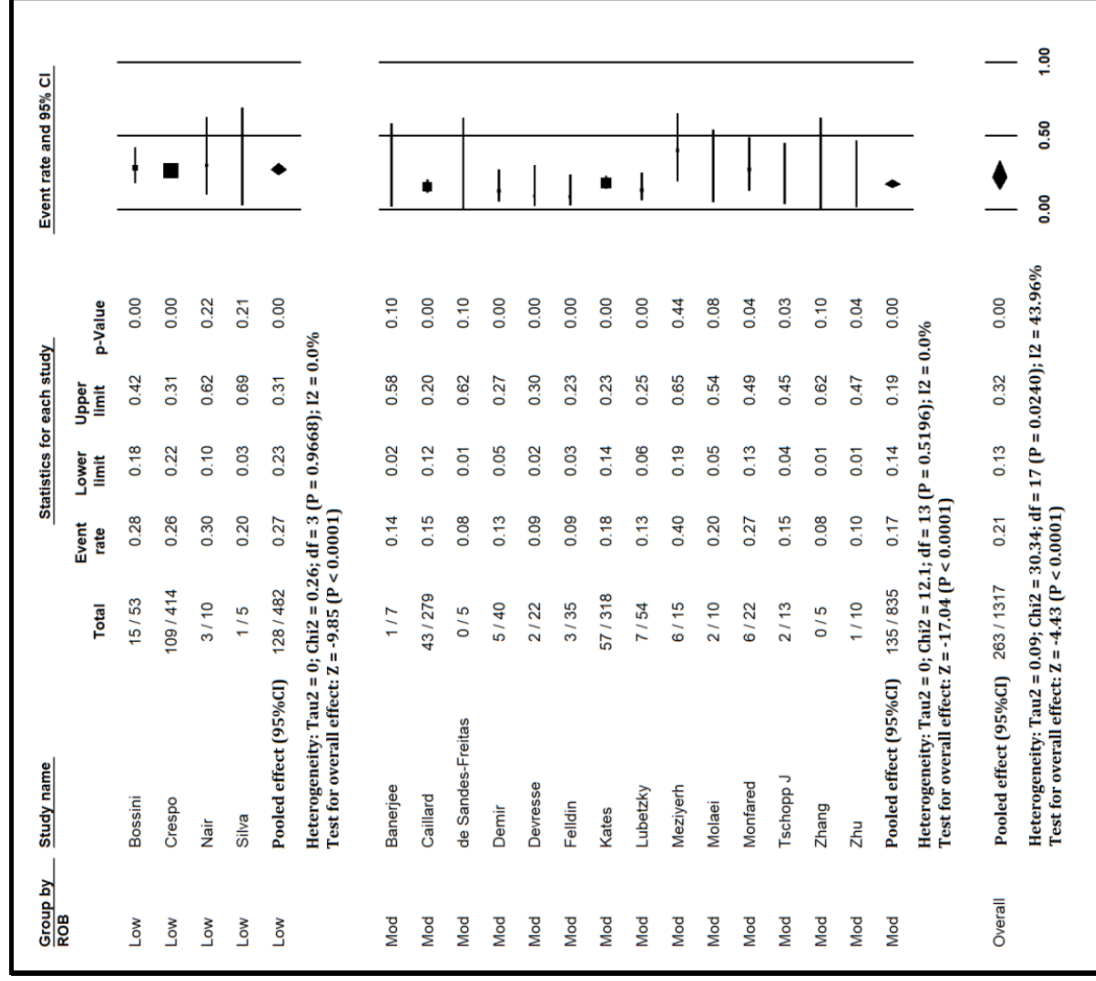 Group by ROB Study name Statistics for each study Event rate and 95% CI
Total Event rate Lower limit Upper limit p-Value
Low Bossini 15 / 53 0.28 0.18 0.42 0.00
Low Crespo 109 / 414 0.26 0.22 0.31 0.00
Low Nair 3 / 10 0.30 0.10 0.62 0.22
Low Silva 1 / 5 0.20 0.03 0.69 0.21
Low Pooled effect (95%CI) 128 / 482 0.27 0.23 0.31 0.00
Heterogeneity: Tau2 = 0; Chi2 = 0.26; df = 3 (P = 0.9668); I2 = 0.0%
Test for overall effect: Z = -9.85 (P < 0.0001)
Mod Banerjee 1 / 7 0.14 0.02 0.58 0.10
Mod Caillard 43 / 279 0.15 0.12 0.20 0.00
Mod de Sandes-Freitas 0 / 5 0.08 0.01 0.62 0.10
Mod Demir 5 / 40 0.13 0.05 0.27 0.00
Mod Devresse 2 / 22 0.09 0.02 0.30 0.00
Mod Felldin 3 / 35 0.09 0.03 0.23 0.00
Mod Kates 57 / 318 0.18 0.14 0.23 0.00
Mod Lubetzky 7 / 54 0.13 0.06 0.25 0.00
Mod Meziyerh 6 / 15 0.40 0.19 0.65 0.44
Mod Molaei 2 / 10 0.20 0.05 0.54 0.08
Mod Monfared 6 / 22 0.27 0.13 0.49 0.04
Mod Tschopp J 2 / 13 0.15 0.04 0.45 0.03
Mod Zhang 0 / 5 0.08 0.01 0.62 0.10
Mod Zhu 1 / 10 0.10 0.01 0.47 0.04
Mod Pooled effect (95%CI) 135 / 835 0.17 0.14 0.19 0.00
Heterogeneity: Tau2 = 0; Chi2 = 12.1; df = 13 (P = 0.5196); I2 = 0.0%
Test for overall effect: Z = -17.04 (P < 0.0001)
Overall Pooled effect (95%CI) 263 / 1317 0.21 0.13 0.32 0.00
Heterogeneity: Tau2 = 0.09; Chi2 = 30.34; df = 17 (P = 0.0240); I2 = 43.96%
Test for overall effect: Z = -4.43 (P < 0.0001)
0.00 0.50 1.00